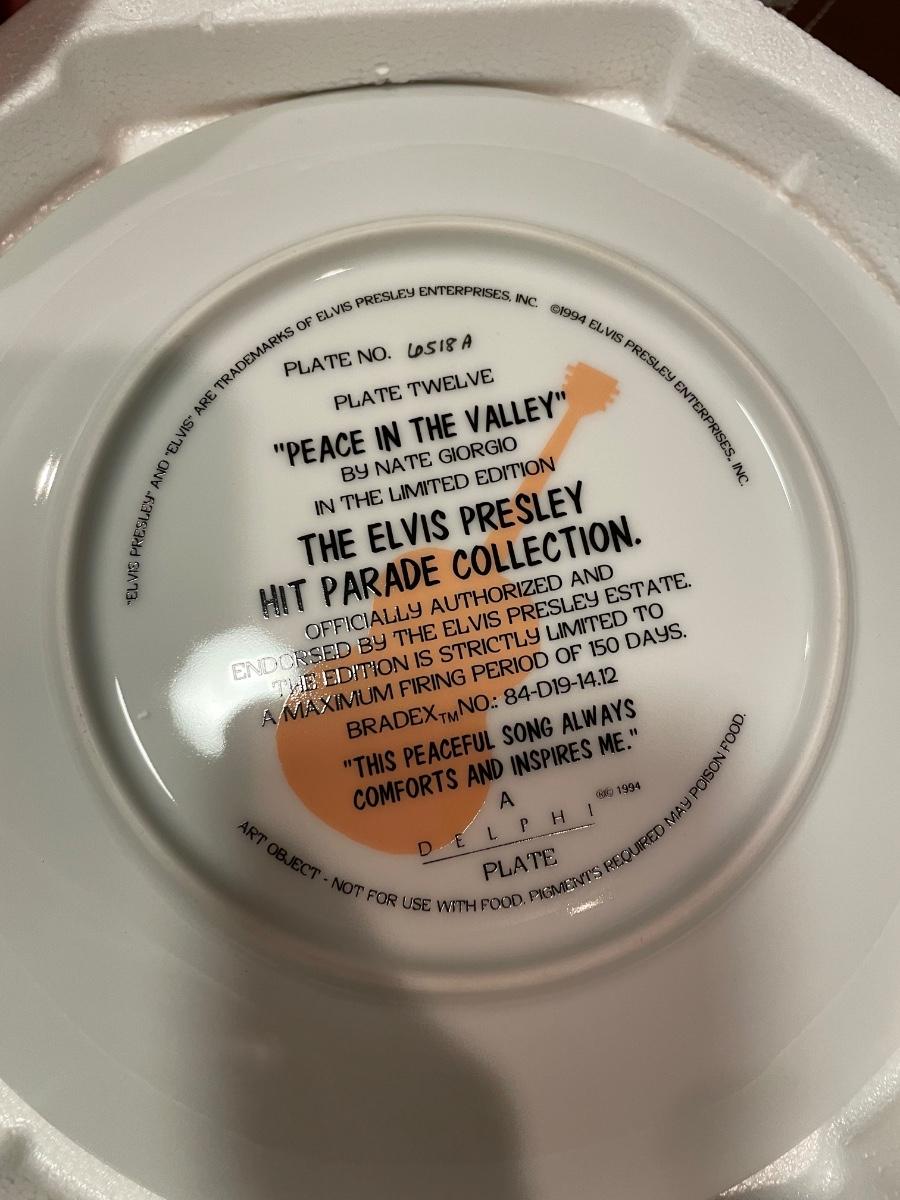 "ELVIS PRESLEY" AND "ELVIS" ARE TRADEMARKS OF ELVIS PRESLEY ENTERPRISES, INC. ©1994 ELVIS PRESLEY ENTERPRISES, INC.
PLATE NO. 6518A
PLATE TWELVE
"PEACE IN THE VALLEY"
BY NATE GIORGIO
IN THE LIMITED EDITION
THE ELVIS PRESLEY
HIT PARADE COLLECTION.
OFFICIALLY AUTHORIZED AND
ENDORSED BY THE ELVIS PRESLEY ESTATE.
THE EDITION IS STRICTLY LIMITED TO
A MAXIMUM FIRING PERIOD OF 150 DAYS.
BRADEX™ NO.: 84-D19-14.12
"THIS PEACEFUL SONG ALWAYS
COMFORTS AND INSPIRES ME."
A
DELPHI ®© 1994
PLATE
ART OBJECT - NOT FOR USE WITH FOOD. PIGMENTS REQUIRED MAY POISON FOOD.